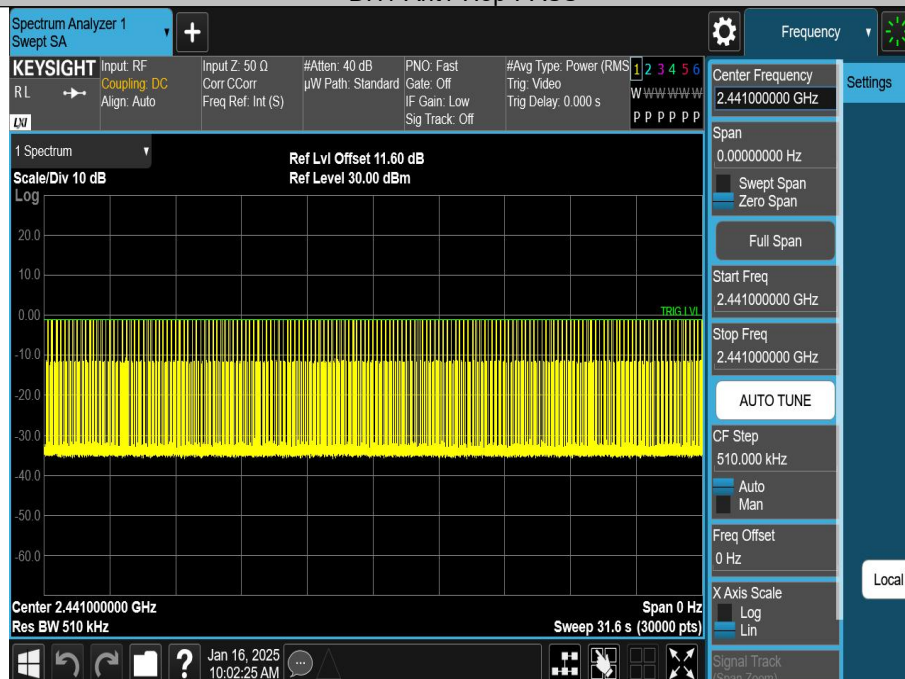 Spectrum Analyzer 1
Swept SA
Frequency
KEYSIGHT
RL
LXI
Input: RF
Coupling: DC
Align: Auto
Input Z: 50 Ω
Corr CCorr
Freq Ref: Int (S)
#Atten: 40 dB
µW Path: Standard
PNO: Fast
Gate: Off
IF Gain: Low
Sig Track: Off
#Avg Type: Power (RMS
Trig: Video
Trig Delay: 0.000 s
1 2 3 4 5 6
W W W W W W
P P P P P P
1 Spectrum
Scale/Div 10 dB
Log
Ref Lvl Offset 11.60 dB
Ref Level 30.00 dBm
20.0
10.0
0.00
TRIG LVL
-10.0
-20.0
-30.0
-40.0
-50.0
-60.0
Center 2.441000000 GHz
Res BW 510 kHz
Span 0 Hz
Sweep 31.6 s (30000 pts)
Center Frequency
2.441000000 GHz
Settings
Span
0.00000000 Hz
Swept Span
Zero Span
Full Span
Start Freq
2.441000000 GHz
Stop Freq
2.441000000 GHz
AUTO TUNE
CF Step
510.000 kHz
Auto
Man
Freq Offset
0 Hz
X Axis Scale
Log
Lin
Local
Signal Track
(Span Zoom)
?
Jan 16, 2025
10:02:25 AM